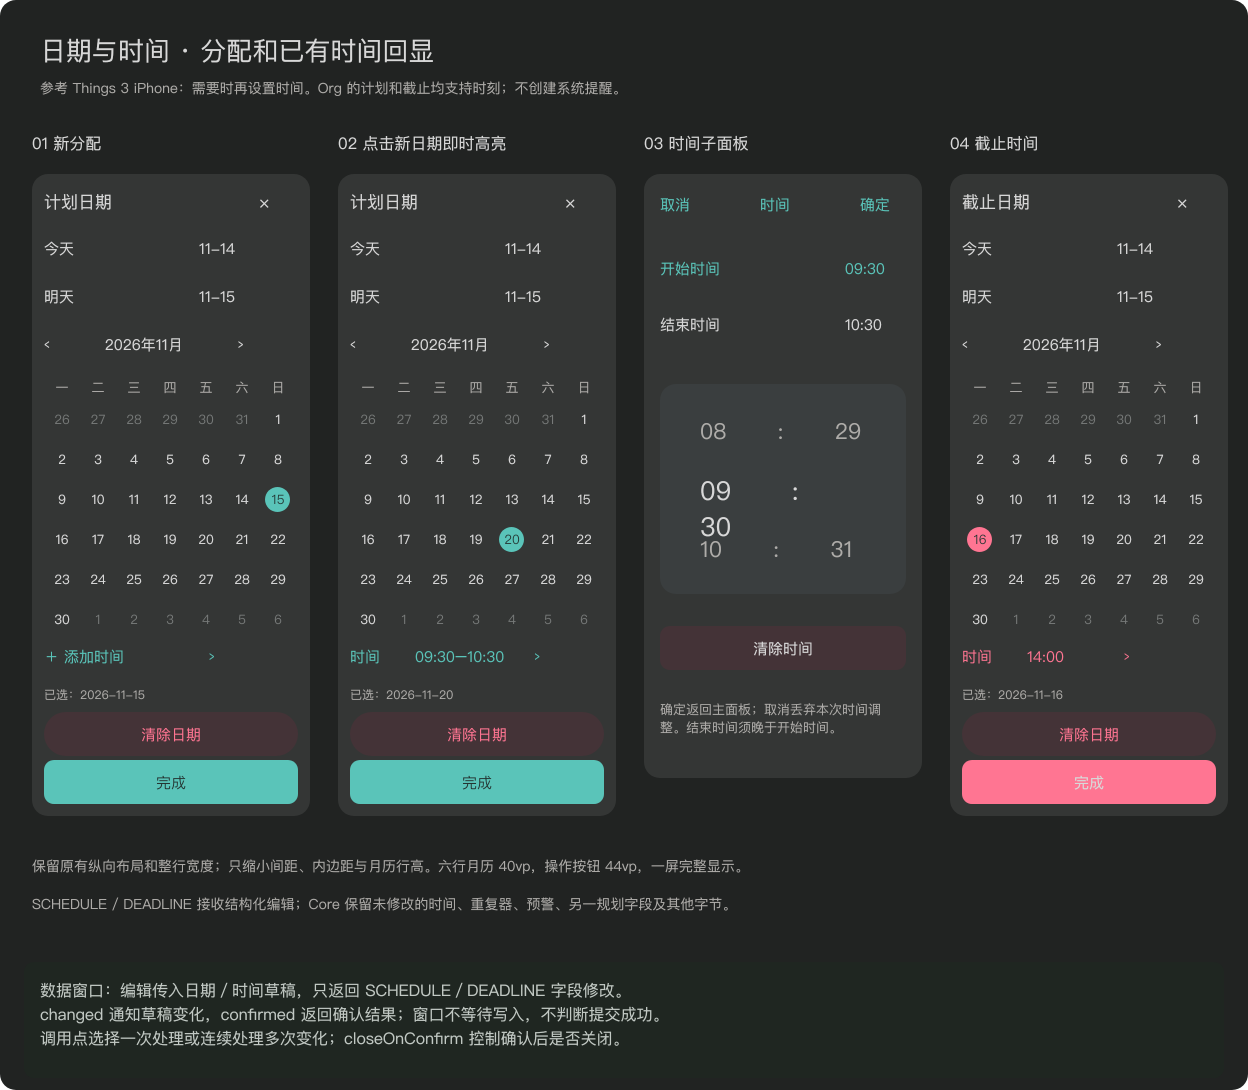 日期与时间 · 分配和已有时间回显
参考 Things 3 iPhone：需要时再设置时间。Org 的计划和截止均支持时刻；不创建系统提醒。
01 新分配
计划日期 ×
今天 11-14
明天 11-15
< 2026年11月 >
一 二 三 四 五 六 日
26 27 28 29 30 31 1
2 3 4 5 6 7 8
9 10 11 12 13 14 15
16 17 18 19 20 21 22
23 24 25 26 27 28 29
30 1 2 3 4 5 6
+ 添加时间 >
已选：2026-11-15
清除日期
完成
02 点击新日期即时高亮
计划日期 ×
今天 11-14
明天 11-15
< 2026年11月 >
一 二 三 四 五 六 日
26 27 28 29 30 31 1
2 3 4 5 6 7 8
9 10 11 12 13 14 15
16 17 18 19 20 21 22
23 24 25 26 27 28 29
30 1 2 3 4 5 6
时间 09:30—10:30 >
已选：2026-11-20
清除日期
完成
03 时间子面板
取消 时间 确定
开始时间 09:30
结束时间 10:30
08 : 29
09 :
30
10 : 31
清除时间
确定返回主面板；取消丢弃本次时间调
整。结束时间须晚于开始时间。
04 截止时间
截止日期 ×
今天 11-14
明天 11-15
< 2026年11月 >
一 二 三 四 五 六 日
26 27 28 29 30 31 1
2 3 4 5 6 7 8
9 10 11 12 13 14 15
16 17 18 19 20 21 22
23 24 25 26 27 28 29
30 1 2 3 4 5 6
时间 14:00 >
已选：2026-11-16
清除日期
完成
保留原有纵向布局和整行宽度；只缩小间距、内边距与月历行高。六行月历 40vp，操作按钮 44vp，一屏完整显示。
SCHEDULE / DEADLINE 接收结构化编辑；Core 保留未修改的时间、重复器、预警、另一规划字段及其他字节。
数据窗口：编辑传入日期 / 时间草稿，只返回 SCHEDULE / DEADLINE 字段修改。
changed 通知草稿变化，confirmed 返回确认结果；窗口不等待写入，不判断提交成功。
调用点选择一次处理或连续处理多次变化；closeOnConfirm 控制确认后是否关闭。